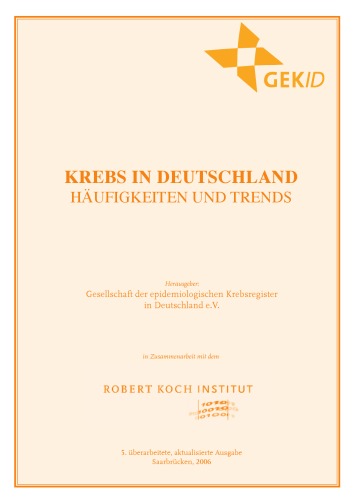 GEKID
KREBS IN DEUTSCHLAND
HÄUFIGKEITEN UND TRENDS
Herausgeber:
Gesellschaft der epidemiologischen Krebsregister
in Deutschland e.V.
in Zusammenarbeit mit dem
ROBERT KOCH INSTITUT
5. überarbeitete, aktualisierte Ausgabe
Saarbrücken, 2006